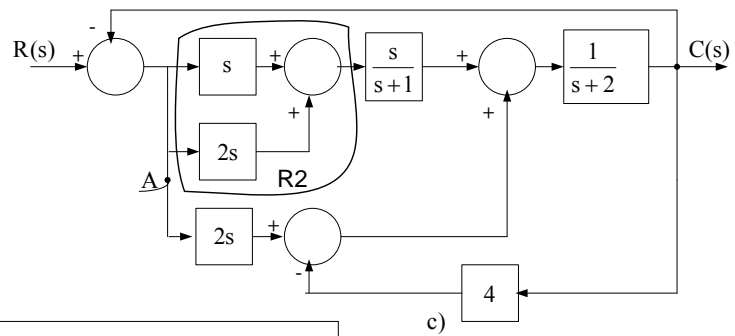 -
R(s) + s + s + 1 C(s)
+ s+1 + s+2
2s
A R2
2s +
- 4
c)